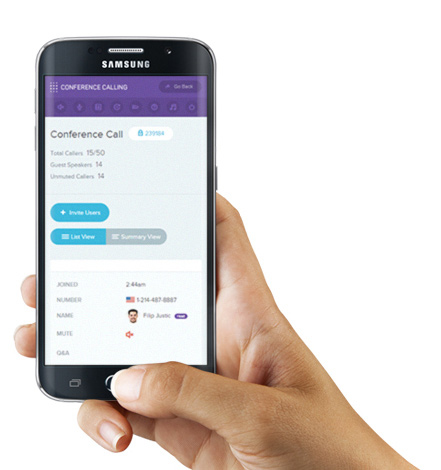 SAMSUNG
CONFERENCE CALLING Go Back
Conference Call 239184
Total Callers 15/50
Guest Speakers 14
Unmuted Callers 14
+ Invite Users
List View Summary View
JOINED 2:44am
NUMBER 1-214-487-8887
NAME Filip Justic
MUTE
Q&A